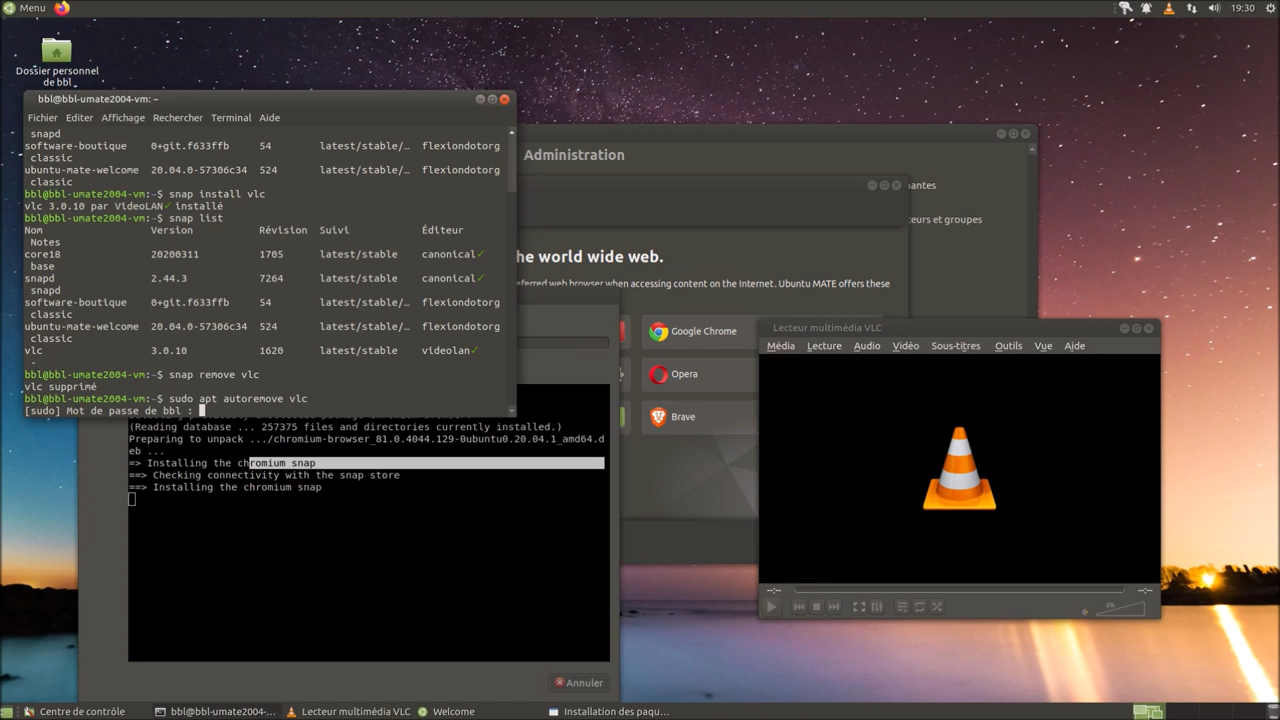 Menu
19:30
Dossier personnel
de bbl
bbl@bbl-umate2004-vm: ~
Fichier Editer Affichage Rechercher Terminal Aide
snapd
software-boutique 0+git.f633ffb 54 latest/stable/… flexiondotorg
classic
ubuntu-mate-welcome 20.04.0-57306c34 524 latest/stable/… flexiondotorg
classic
bbl@bbl-umate2004-vm:~$ snap install vlc
vlc 3.0.10 par VideoLAN✓ installé
bbl@bbl-umate2004-vm:~$ snap list
Nom Version Révision Suivi Éditeur
Notes
core18 20200311 1705 latest/stable canonical✓
base
snapd 2.44.3 7264 latest/stable canonical✓
snapd
software-boutique 0+git.f633ffb 54 latest/stable/… flexiondotorg
classic
ubuntu-mate-welcome 20.04.0-57306c34 524 latest/stable/… flexiondotorg
classic
vlc 3.0.10 1620 latest/stable videolan✓
-
bbl@bbl-umate2004-vm:~$ snap remove vlc
vlc supprimé
bbl@bbl-umate2004-vm:~$ sudo apt autoremove vlc
[sudo] Mot de passe de bbl :
Administration
eurs et groupes
he world wide web.
eferred web browser when accessing content on the Internet. Ubuntu MATE offers these
Google Chrome
Opera
Brave
(Reading database ... 257375 files and directories currently installed.)
Preparing to unpack .../chromium-browser_81.0.4044.129-0ubuntu0.20.04.1_amd64.d
eb ...
=> Installing the chromium snap
==> Checking connectivity with the snap store
==> Installing the chromium snap
Annuler
Lecteur multimédia VLC
Média Lecture Audio Vidéo Sous-titres Outils Vue Aide
--:-- --:--
0%
Centre de contrôle
bbl@bbl-umate2004-...
Lecteur multimédia VLC
Welcome
Installation des paqu...